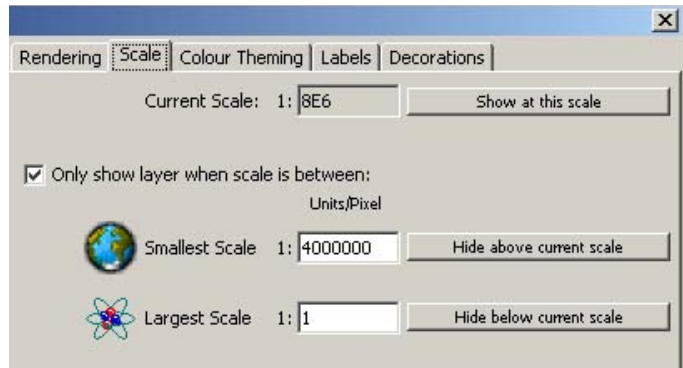 Rendering Scale Colour Theming Labels Decorations
Current Scale: 1: 8E6 Show at this scale
Only show layer when scale is between:
Units/Pixel
Smallest Scale 1: 4000000 Hide above current scale
Largest Scale 1: 1 Hide below current scale